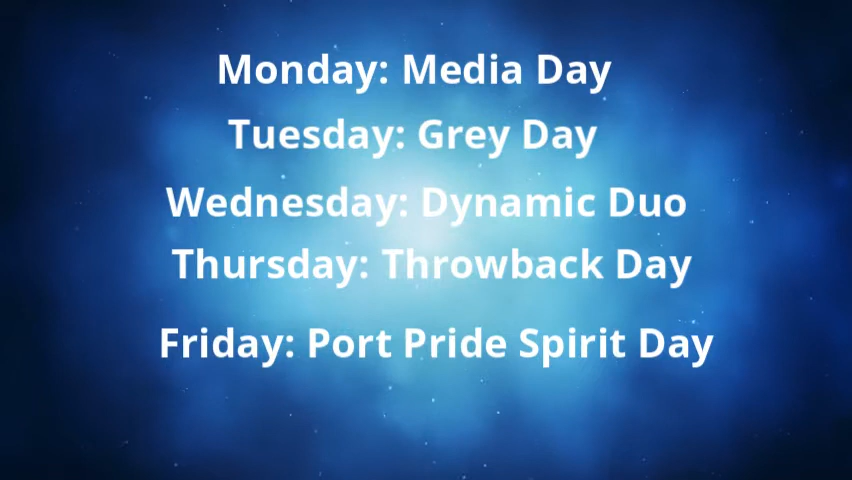 Monday: Media Day
Tuesday: Grey Day
Wednesday: Dynamic Duo
Thursday: Throwback Day
Friday: Port Pride Spirit Day